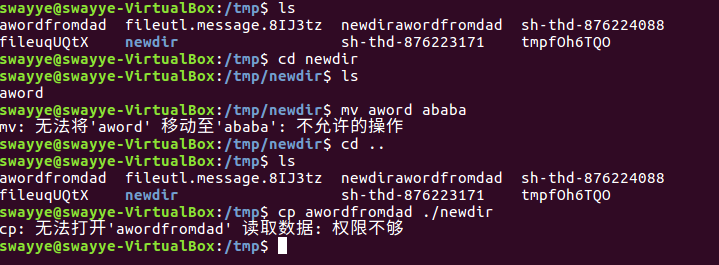 swayye@swayye-VirtualBox:/tmp$ ls
awordfromdad fileutl.message.8IJ3tz newdirawordfromdad sh-thd-876224088
fileuqUQtX newdir sh-thd-876223171 tmpfOh6TQO
swayye@swayye-VirtualBox:/tmp$ cd newdir
swayye@swayye-VirtualBox:/tmp/newdir$ ls
aword
swayye@swayye-VirtualBox:/tmp/newdir$ mv aword ababa
mv: 无法将'aword' 移动至'ababa': 不允许的操作
swayye@swayye-VirtualBox:/tmp/newdir$ cd ..
swayye@swayye-VirtualBox:/tmp$ ls
awordfromdad fileutl.message.8IJ3tz newdirawordfromdad sh-thd-876224088
fileuqUQtX newdir sh-thd-876223171 tmpfOh6TQO
swayye@swayye-VirtualBox:/tmp$ cp awordfromdad ./newdir
cp: 无法打开'awordfromdad' 读取数据: 权限不够
swayye@swayye-VirtualBox:/tmp$